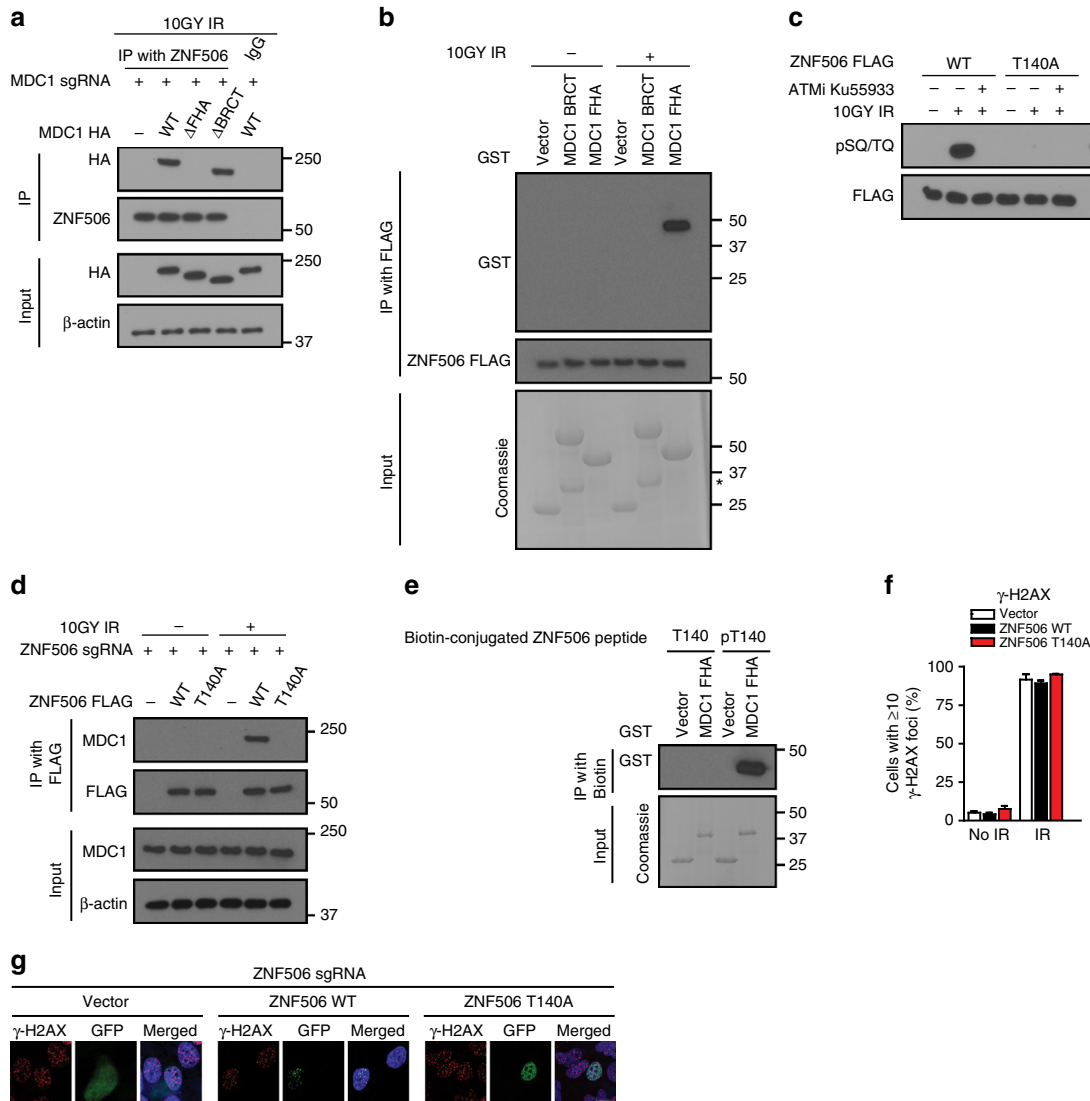 a
10GY IR
IP with ZNF506
IgG
MDC1 sgRNA + + + + +
MDC1 HA – WT ΔFHA ΔBRCT WT
IP
HA
250
ZNF506
50
Input
HA
250
β-actin
37
b
10GY IR – +
GST Vector MDC1 BRCT MDC1 FHA Vector MDC1 BRCT MDC1 FHA
IP with FLAG
GST
50
37
25
ZNF506 FLAG
50
Input
Coomassie
50
37
*
25
c
ZNF506 FLAG WT T140A
ATMi Ku55933 – – + – – +
10GY IR – + + – + +
pSQ/TQ
FLAG
d
10GY IR – +
ZNF506 sgRNA + + + + + +
ZNF506 FLAG – WT T140A – WT T140A
IP with FLAG
MDC1
250
FLAG
50
Input
MDC1
250
β-actin
37
e
Biotin-conjugated ZNF506 peptide T140 pT140
GST Vector MDC1 FHA Vector MDC1 FHA
IP with Biotin
GST
50
37
Input
Coomassie
50
37
25
f
γ-H2AX
Vector
ZNF506 WT
ZNF506 T140A
Cells with ≥10 γ-H2AX foci (%)
100
75
50
25
0
No IR IR
g
ZNF506 sgRNA
Vector ZNF506 WT ZNF506 T140A
γ-H2AX GFP Merged γ-H2AX GFP Merged γ-H2AX GFP Merged